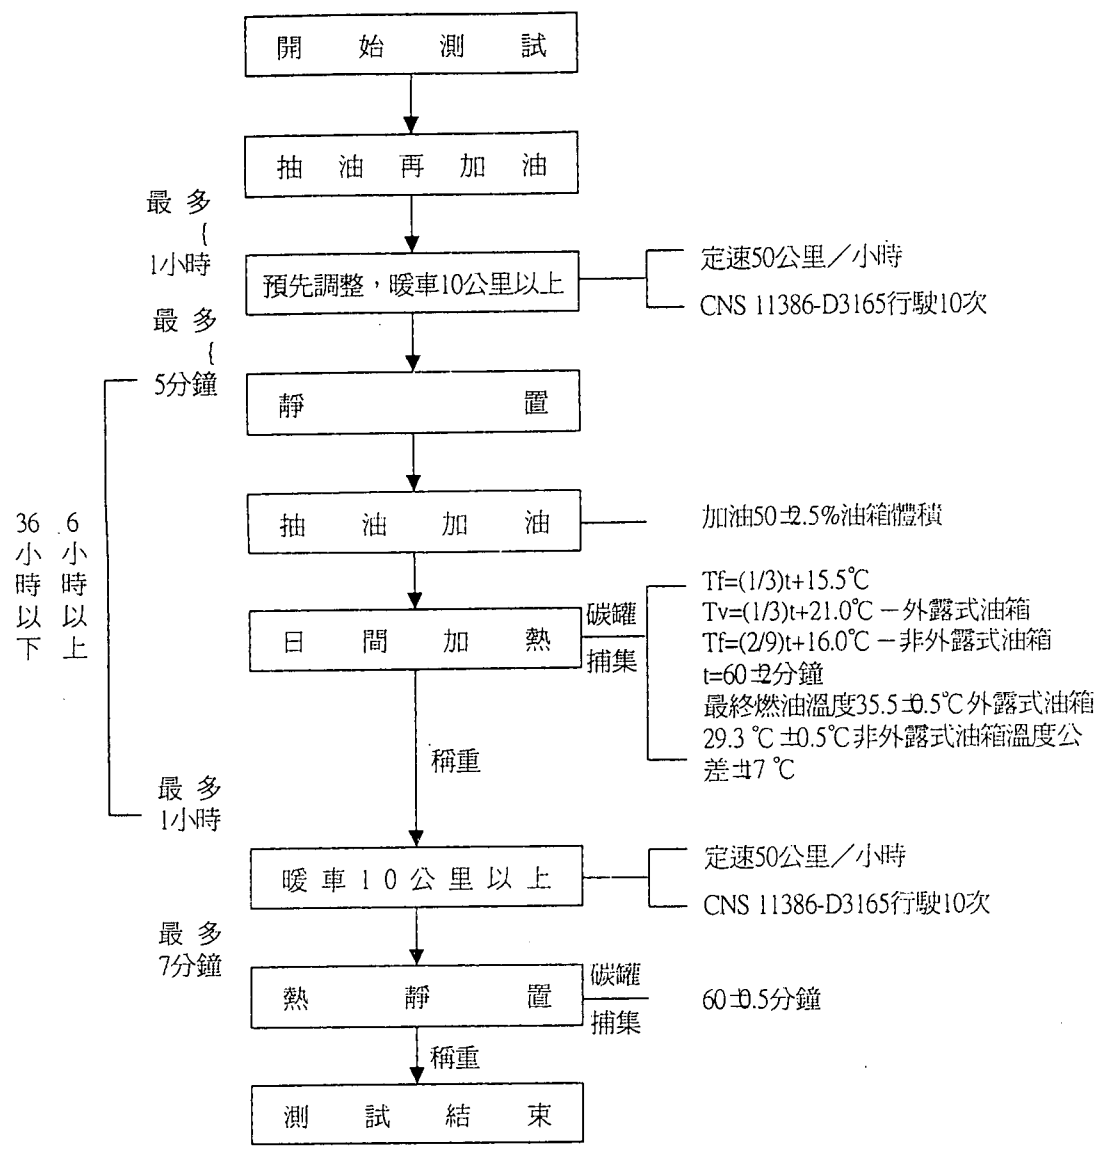 開始測試
抽油再加油
最多
1小時
預先調整，暖車10公里以上
定速50公里／小時
CNS 11386-D3165行駛10次
最多
5分鐘
靜置
36小時以下
6小時以上
抽油加油
加油50±2.5%油箱體積
日間加熱
碳罐
捕集
Tf=(1/3)t+15.5℃
Tv=(1/3)t+21.0℃－外露式油箱
Tf=(2/9)t+16.0℃－非外露式油箱
t=60±2分鐘
最終燃油溫度35.5±0.5℃外露式油箱
29.3 ℃±0.5℃非外露式油箱溫度公
差±17 ℃
稱重
最多
1小時
暖車10公里以上
定速50公里／小時
CNS 11386-D3165行駛10次
最多
7分鐘
熱靜置
碳罐
捕集
60±0.5分鐘
稱重
測試結束